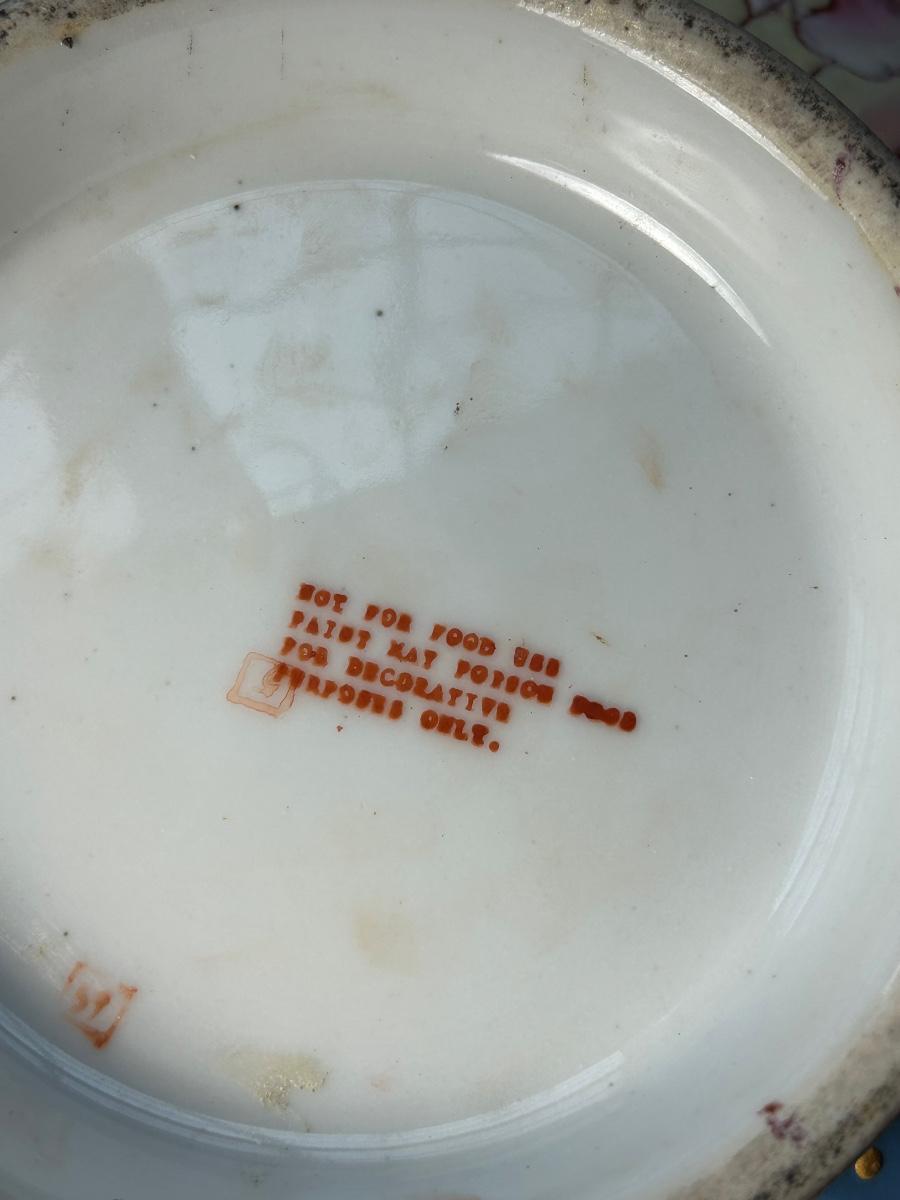 NOT FOR FOOD USE
PAINT MAY POISON FOOD
FOR DECORATIVE
PURPOSES ONLY.